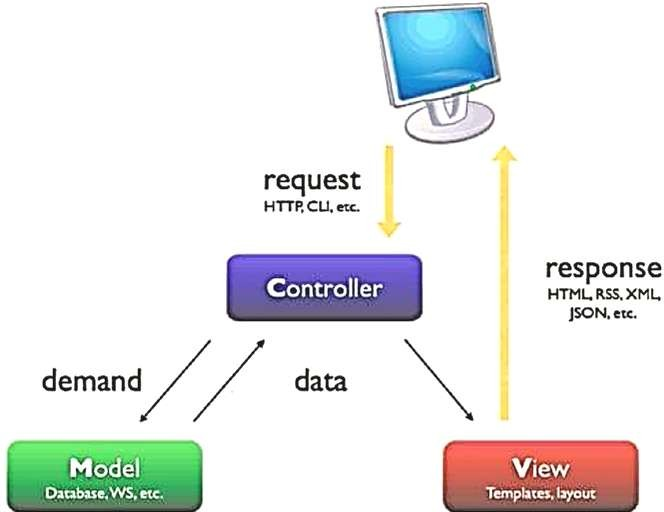 request
HTTP, CLI, etc.
Controller
response
HTML, RSS, XML,
JSON, etc.
demand
data
Model
Database, WS, etc.
View
Templates, layout